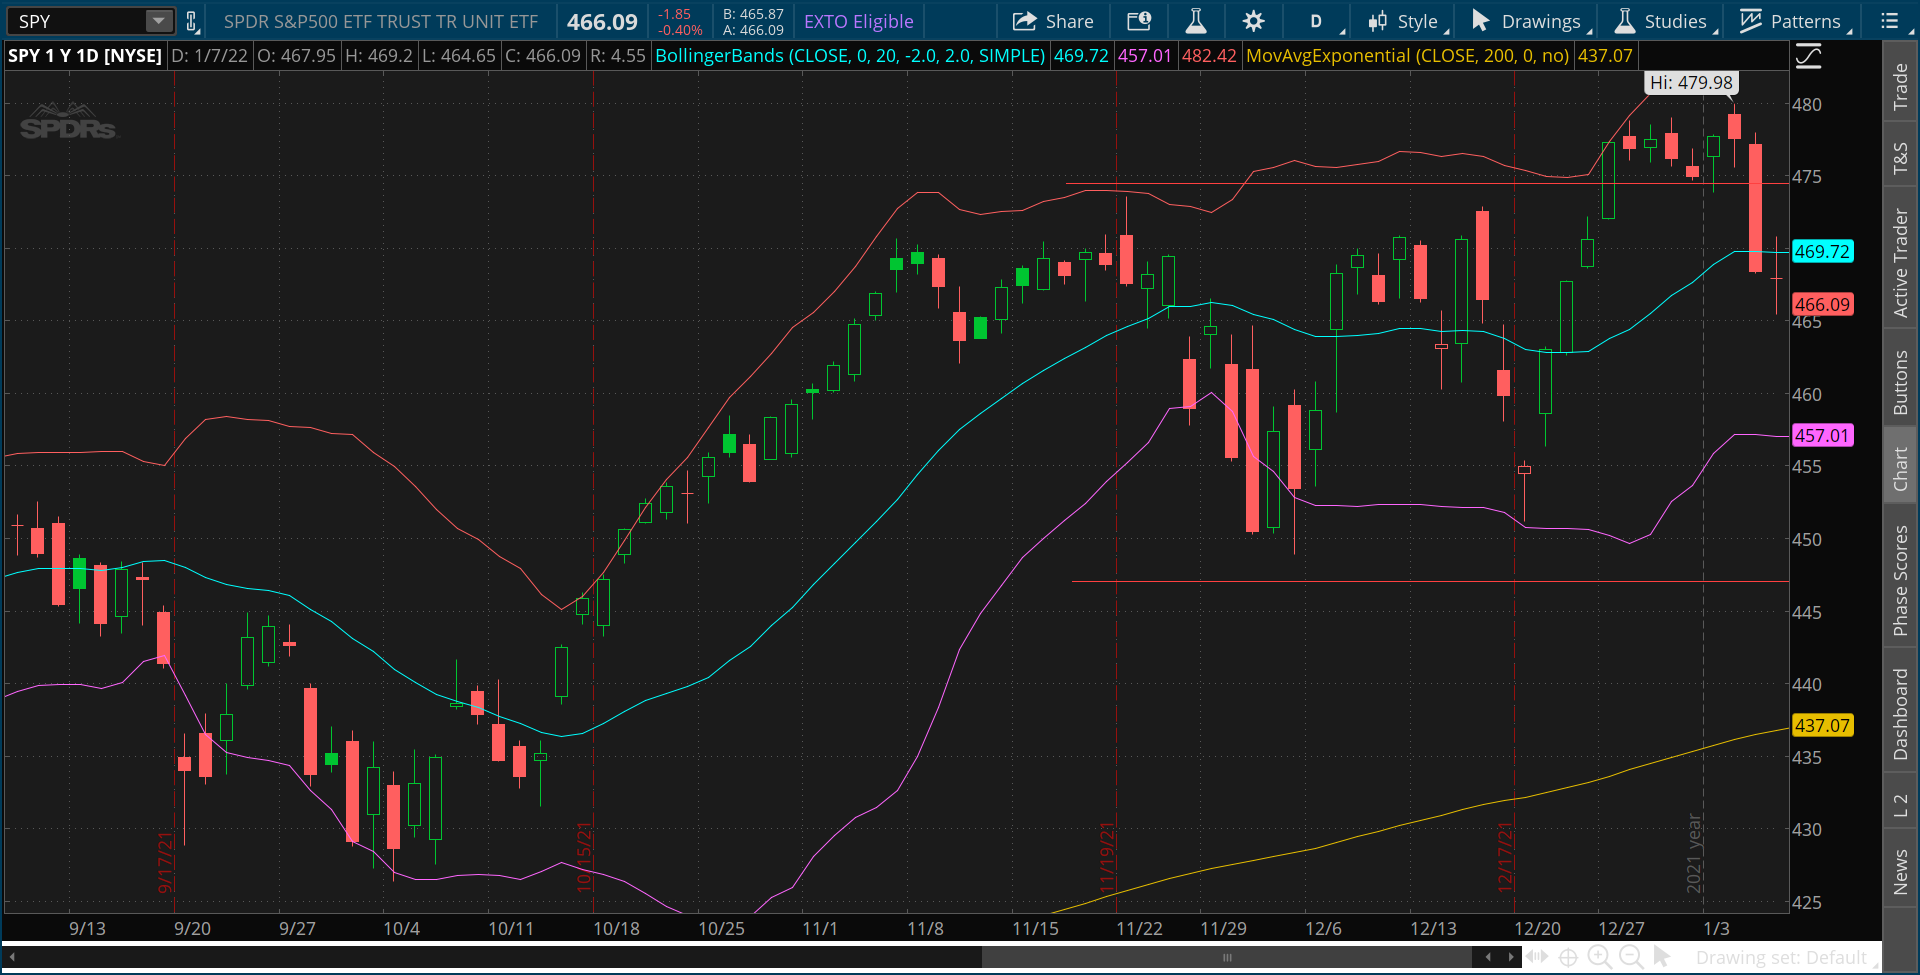 SPY
SPDR S&P500 ETF TRUST TR UNIT ETF
466.09
-1.85
-0.40%
B: 465.87
A: 466.09
EXTO Eligible
Share
D
Style
Drawings
Studies
Patterns
SPY 1 Y 1D [NYSE] D: 1/7/22 O: 467.95 H: 469.2 L: 464.65 C: 466.09 R: 4.55 BollingerBands (CLOSE, 0, 20, -2.0, 2.0, SIMPLE) 469.72 457.01 482.42 MovAvgExponential (CLOSE, 200, 0, no) 437.07
SPDRs
Hi: 479.98
480
475
469.72
466.09
465
460
457.01
455
450
445
440
437.07
435
430
425
9/17/21
10/15/21
11/19/21
12/17/21
2021 year
9/13 9/20 9/27 10/4 10/11 10/18 10/25 11/1 11/8 11/15 11/22 11/29 12/6 12/13 12/20 12/27 1/3
Drawing set: Default
Trade
T&S
Active Trader
Buttons
Chart
Phase Scores
Dashboard
L 2
News